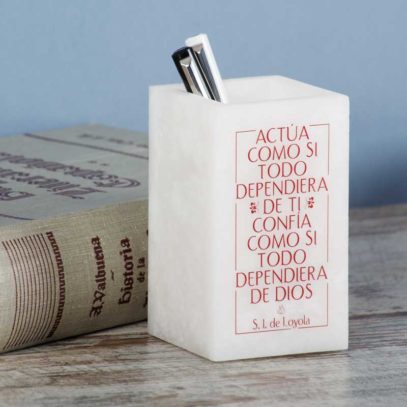 ACTÚA
COMO SI
TODO
DEPENDIERA
DE TI
CONFÍA
COMO SI
TODO
DEPENDIERA
DE DIOS
S. I. de Loyola
A. Valbuena
Historia
de la